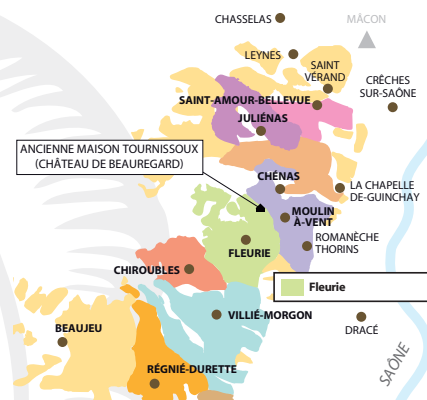 CHASSELAS
MÂCON
LEYNES
SAINT
VÉRAND
CRÊCHES
SUR-SAÔNE
SAINT-AMOUR-BELLEVUE
JULIÉNAS
ANCIENNE MAISON TOURNISSOUX
(CHÂTEAU DE BEAUREGARD)
CHÉNAS
LA CHAPELLE
DE-GUINCHAY
MOULIN
À-VENT
ROMANÈCHE
THORINS
FLEURIE
CHIROUBLES
Fleurie
VILLIÉ-MORGON
DRACÉ
BEAUJEU
SAÔNE
RÉGNIÉ-DURETTE